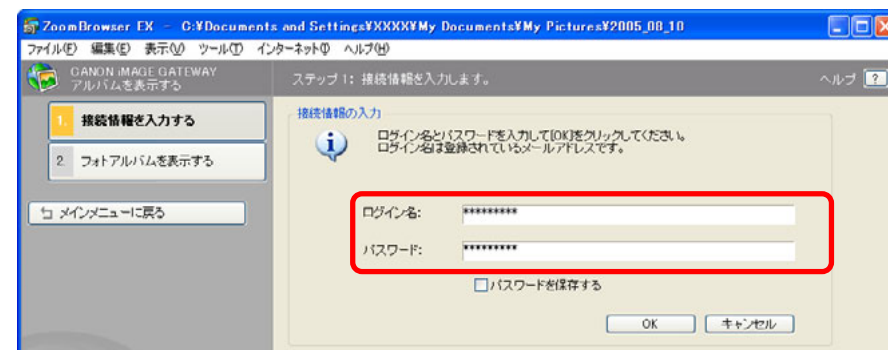 ZoomBrowser EX - G:¥Documents and Settings¥XXXX¥My Documents¥My Pictures¥2005_08_10
ファイル(F) 編集(E) 表示(V) ツール(T) インターネット(I) ヘルプ(H)
CANON iMAGE GATEWAY
アルバムを表示する
ステップ1: 接続情報を入力します。
ヘルプ ?
1. 接続情報を入力する
2. フォトアルバムを表示する
メインメニューに戻る
接続情報の入力
ログイン名とパスワードを入力して[OK]をクリックしてください。
ログイン名は登録されているメールアドレスです。
ログイン名: *********
パスワード: *********
パスワードを保存する
OK キャンセル